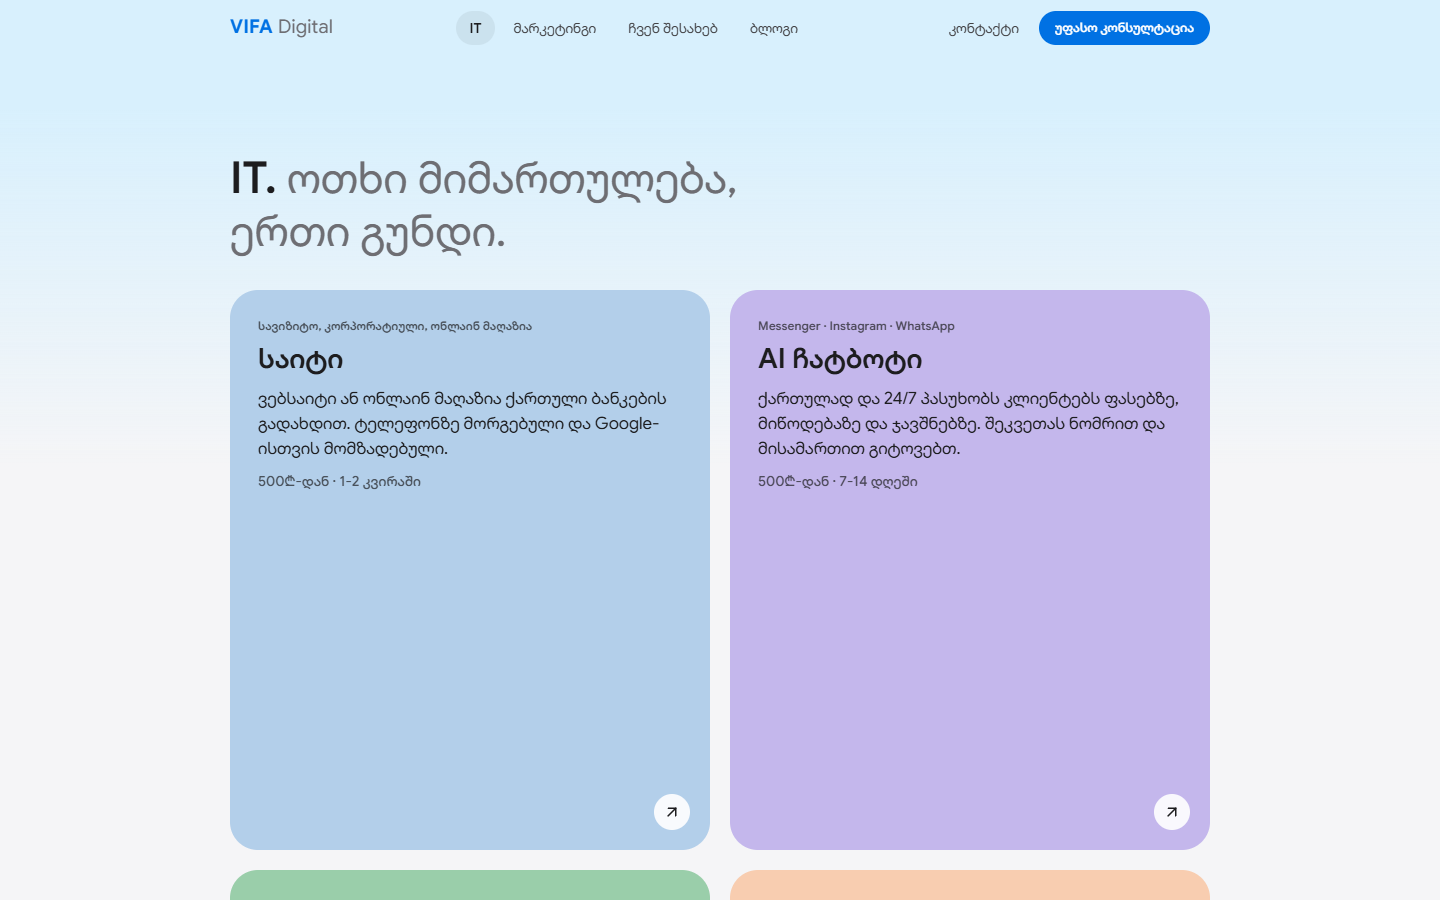 VIFA Digital
IT
მარკეტინგი
ჩვენ შესახებ
ბლოგი
კონტაქტი
უფასო კონსულტაცია
IT. ოთხი მიმართულება,
ერთი გუნდი.
სავიზიტო, კორპორატიული, ონლაინ მაღაზია
საიტი
ვებსაიტი ან ონლაინ მაღაზია ქართული ბანკების
გადახდით. ტელეფონზე მორგებული და Google-
ისთვის მომზადებული.
500₾-დან · 1-2 კვირაში
Messenger · Instagram · WhatsApp
AI ჩატბოტი
ქართულად და 24/7 პასუხობს კლიენტებს ფასებზე,
მიწოდებაზე და ჯავშნებზე. შეკვეთას ნომრით და
მისამართით გიტოვებთ.
500₾-დან · 7-14 დღეში